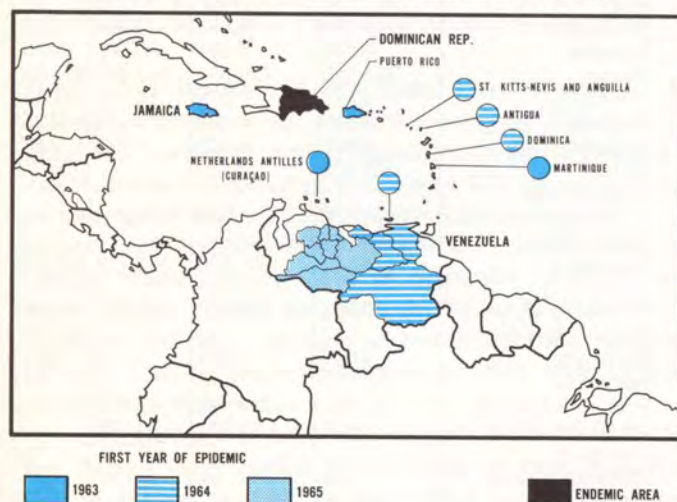 DOMINICAN REP.
PUERTO RICO
ST. KITTS-NEVIS AND ANGUILLA
JAMAICA
ANTIGUA
DOMINICA
NETHERLANDS ANTILLES
(CURAÇAO)
MARTINIQUE
VENEZUELA
FIRST YEAR OF EPIDEMIC
1963
1964
1965
ENDEMIC AREA